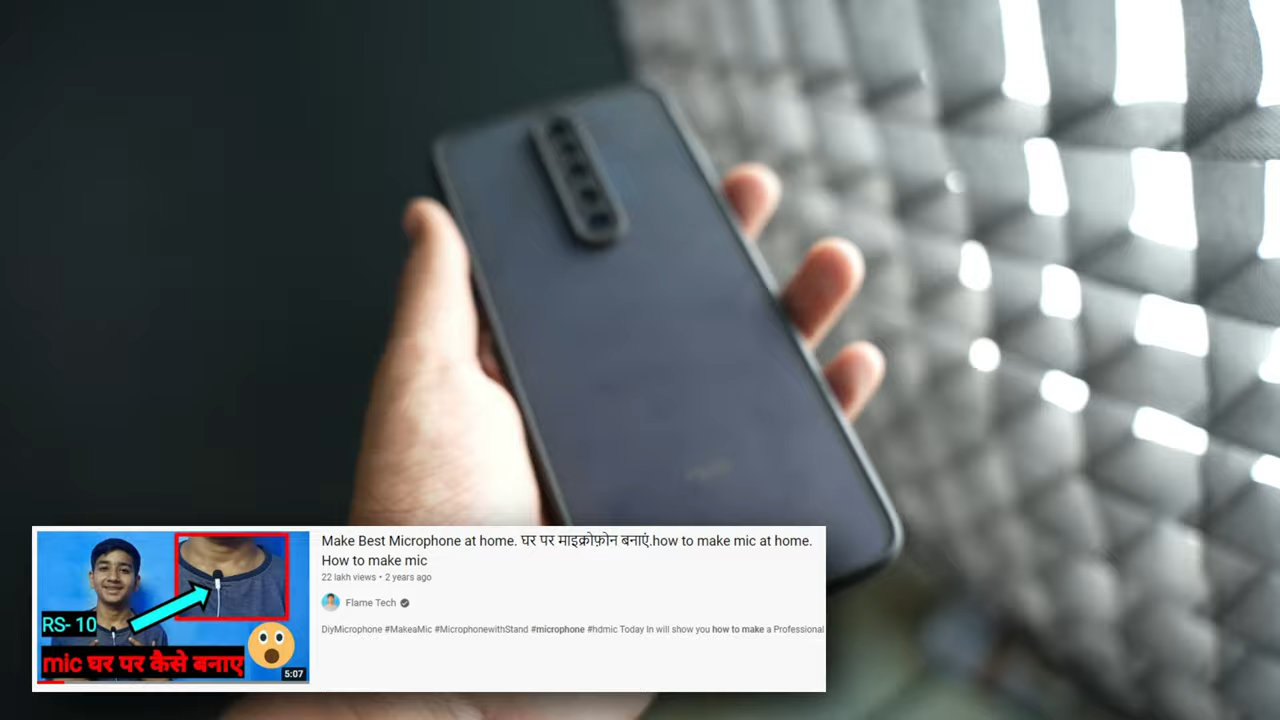 Make Best Microphone at home. घर पर माइक्रोफ़ोन बनाएं.how to make mic at home.
How to make mic
22 lakh views • 2 years ago
Flame Tech
DiyMicrophone #MakeaMic #MicrophonewithStand #microphone #hdmic Today In will show you how to make a Professional
RS- 10
mic घर पर कैसे बनाए
5:07